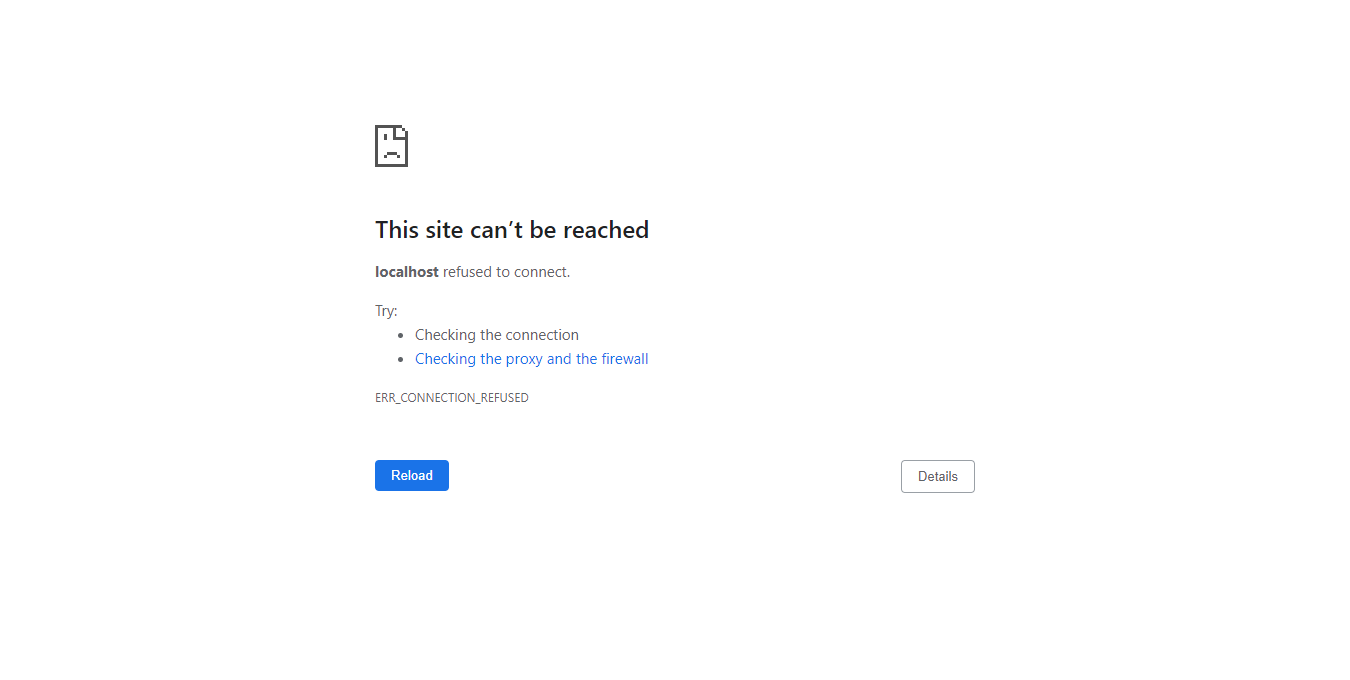 This site can’t be reached
localhost refused to connect.
Try:
Checking the connection
Checking the proxy and the firewall
ERR_CONNECTION_REFUSED
Reload
Details